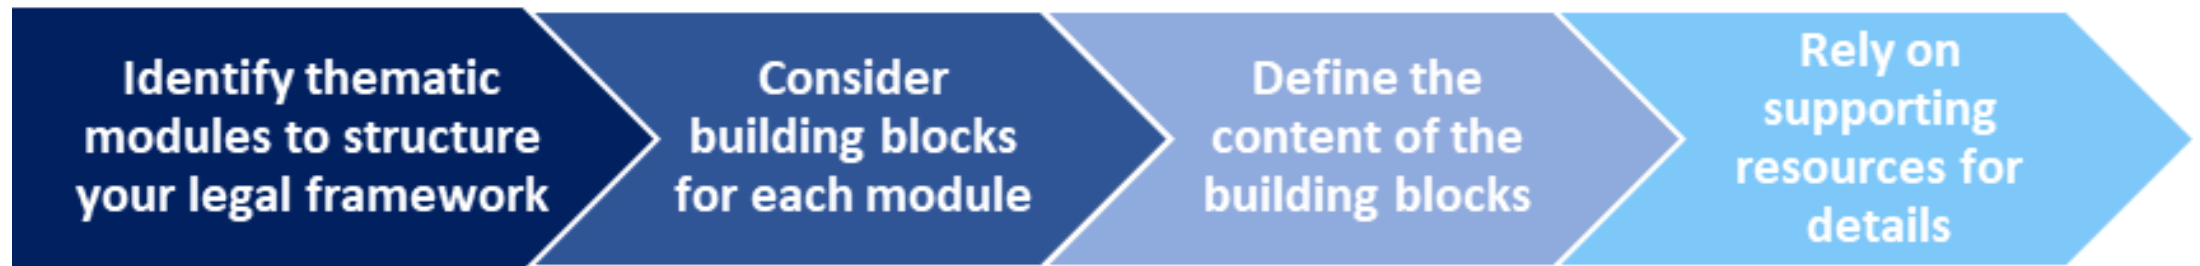 Identify thematic
modules to structure
your legal framework
Consider
building blocks
for each module
Define the
content of the
building blocks
Rely on
supporting
resources for
details